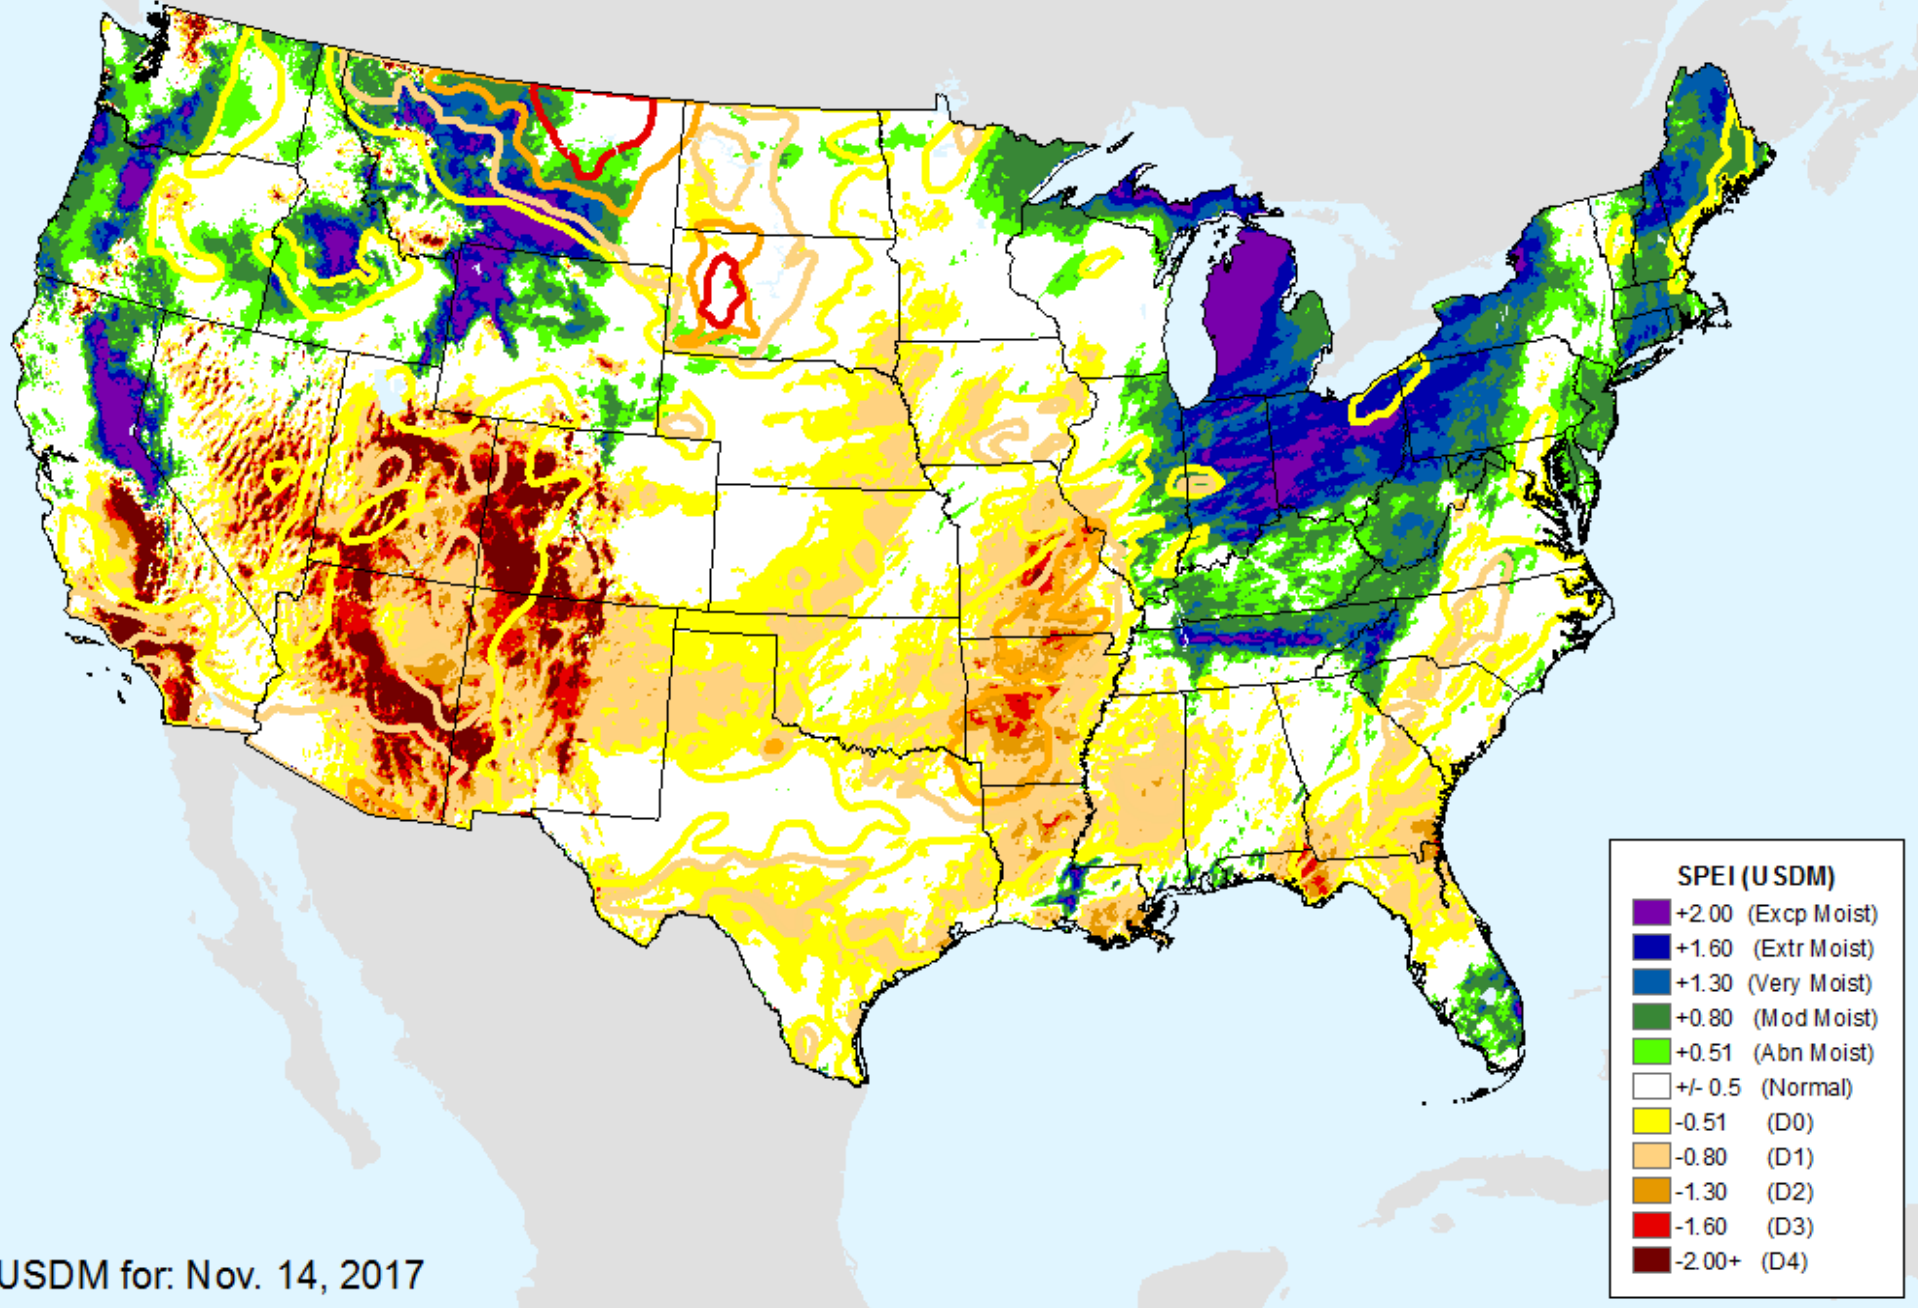 SPEI (USDM)
+2.00 (Excp Moist)
+1.60 (Extr Moist)
+1.30 (Very Moist)
+0.80 (Mod Moist)
+0.51 (Abn Moist)
+/- 0.5 (Normal)
-0.51 (D0)
-0.80 (D1)
-1.30 (D2)
-1.60 (D3)
-2.00+ (D4)
USDM for: Nov. 14, 2017